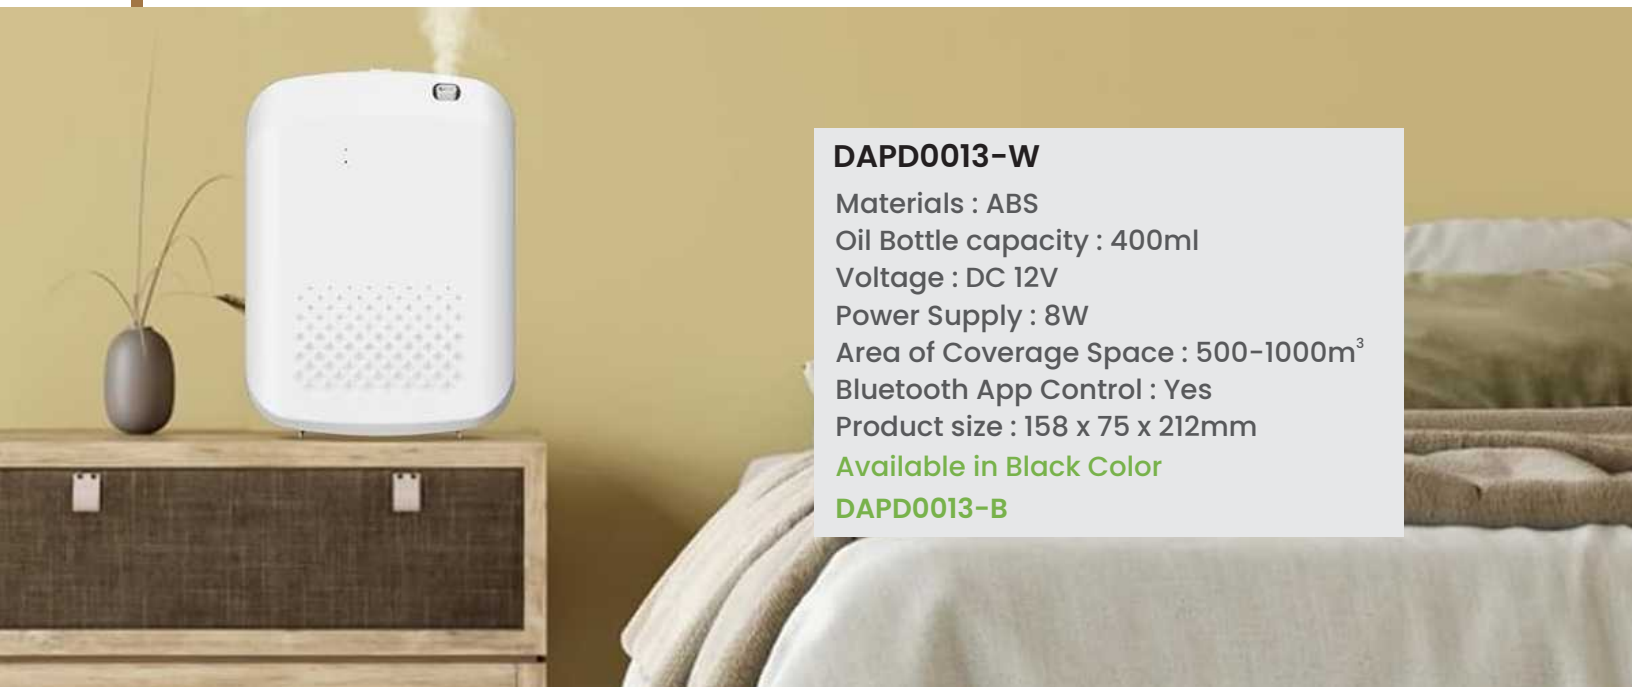 DAPD0013-W
Materials : ABS
Oil Bottle capacity : 400ml
Voltage : DC 12V
Power Supply : 8W
Area of Coverage Space : 500-1000m³
Bluetooth App Control : Yes
Product size : 158 x 75 x 212mm
Available in Black Color
DAPD0013-B